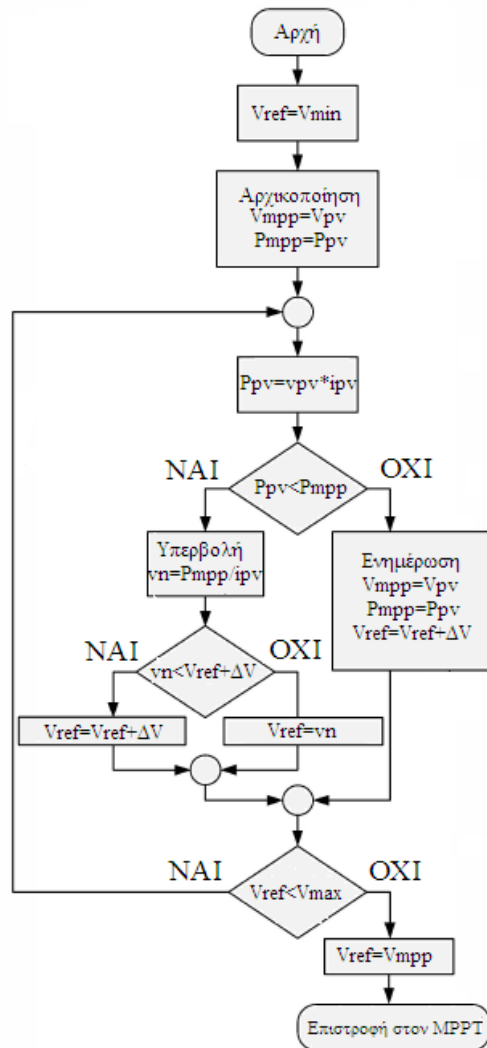 Αρχή
Vref=Vmin
Αρχικοποίηση
Vmpp=Vpv
Pmpp=Ppv
Ppv=vpv*ipv
ΝΑΙ
ΟΧΙ
Ppv<Pmpp
Υπερβολή
vn=Pmpp/ipv
Ενημέρωση
Vmpp=Vpv
Pmpp=Ppv
Vref=Vref+ΔV
ΝΑΙ
ΟΧΙ
vn<Vref+ΔV
Vref=Vref+ΔV
Vref=vn
ΝΑΙ
ΟΧΙ
Vref<Vmax
Vref=Vmpp
Επιστροφή στον MPPT